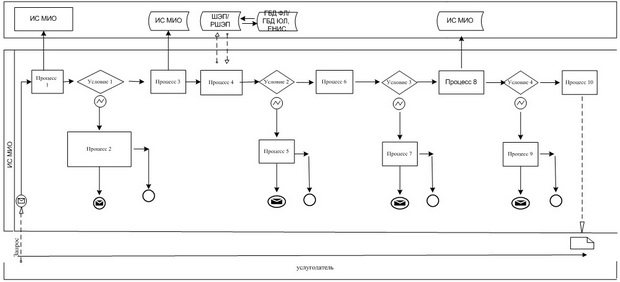 ИС МИО
ИС МИО
ШЭП/
РШЭП
ГБД ФЛ/
ГБД ЮЛ,
ЕНИС
ИС МИО
Процесс
1
Условие 1
Процесс 3
Процесс 4
Условие 2
Процесс 6
Условие 3
Процесс 8
Условие 4
Процесс 10
Процесс 2
Процесс 5
Процесс 7
Процесс 9
ИС МИО
Запрос
услугодатель